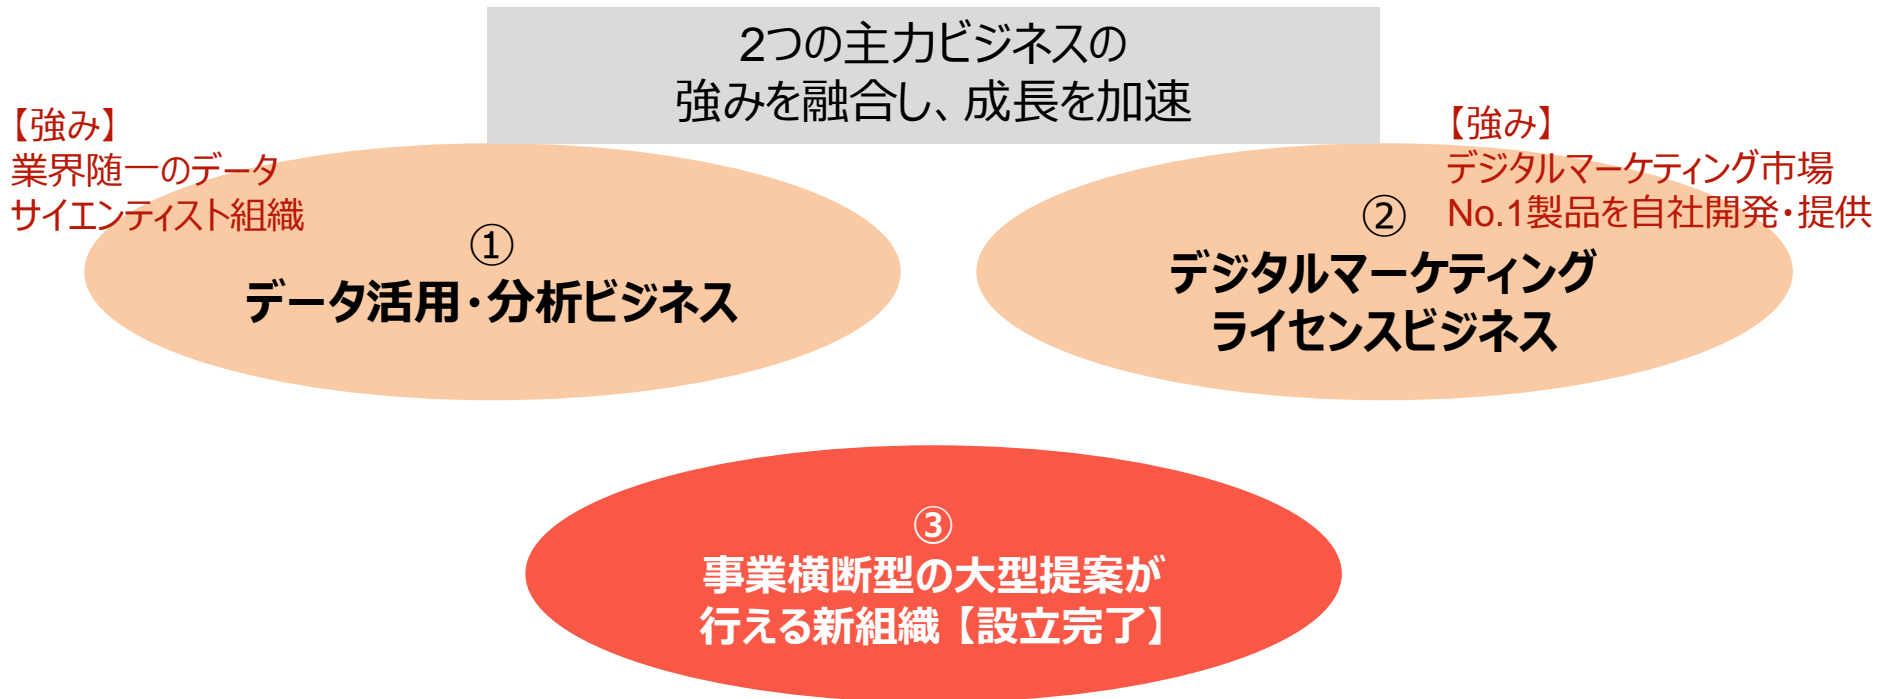 2つの主力ビジネスの
強みを融合し、成長を加速
【強み】
業界随一のデータ
サイエンティスト組織
①
データ活用・分析ビジネス
【強み】
デジタルマーケティング市場
No.1製品を自社開発・提供
②
デジタルマーケティング
ライセンスビジネス
③
事業横断型の大型提案が
行える新組織【設立完了】